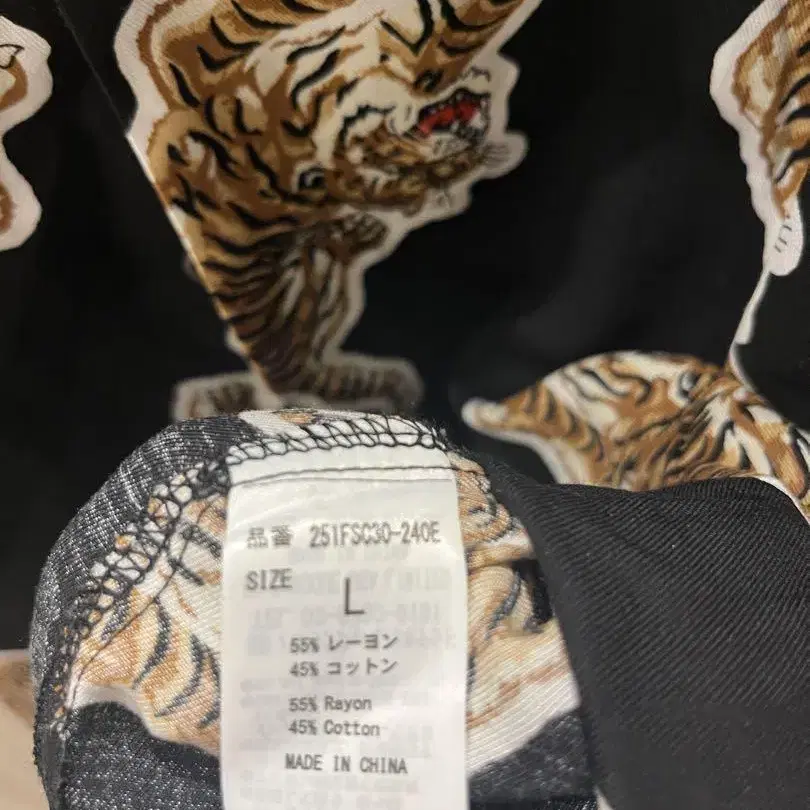 品番 251FSC30-240E
SIZE L
55% レーヨン
45% コットン
55% Rayon
45% Cotton
MADE IN CHINA